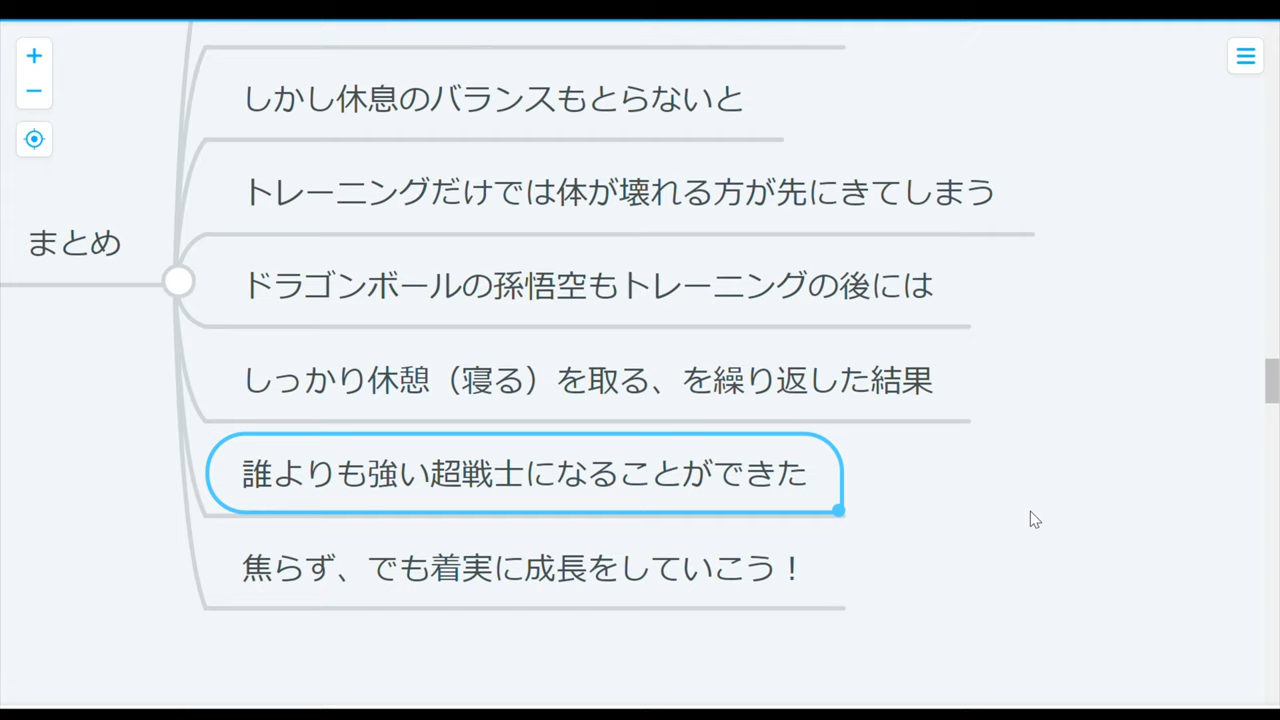 しかし休息のバランスもとらないと
トレーニングだけでは体が壊れる方が先にきてしまう
まとめ
ドラゴンボールの孫悟空もトレーニングの後には
しっかり休憩（寝る）を取る、を繰り返した結果
誰よりも強い超戦士になることができた
焦らず、でも着実に成長をしていこう！